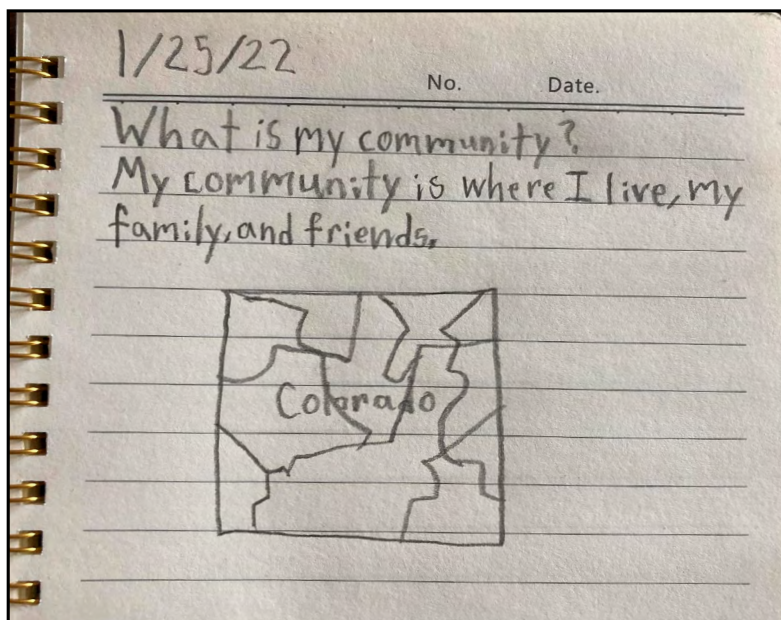 1/25/22
No. Date.
What is my community?
My community is where I live, my
family, and friends.
Colorado